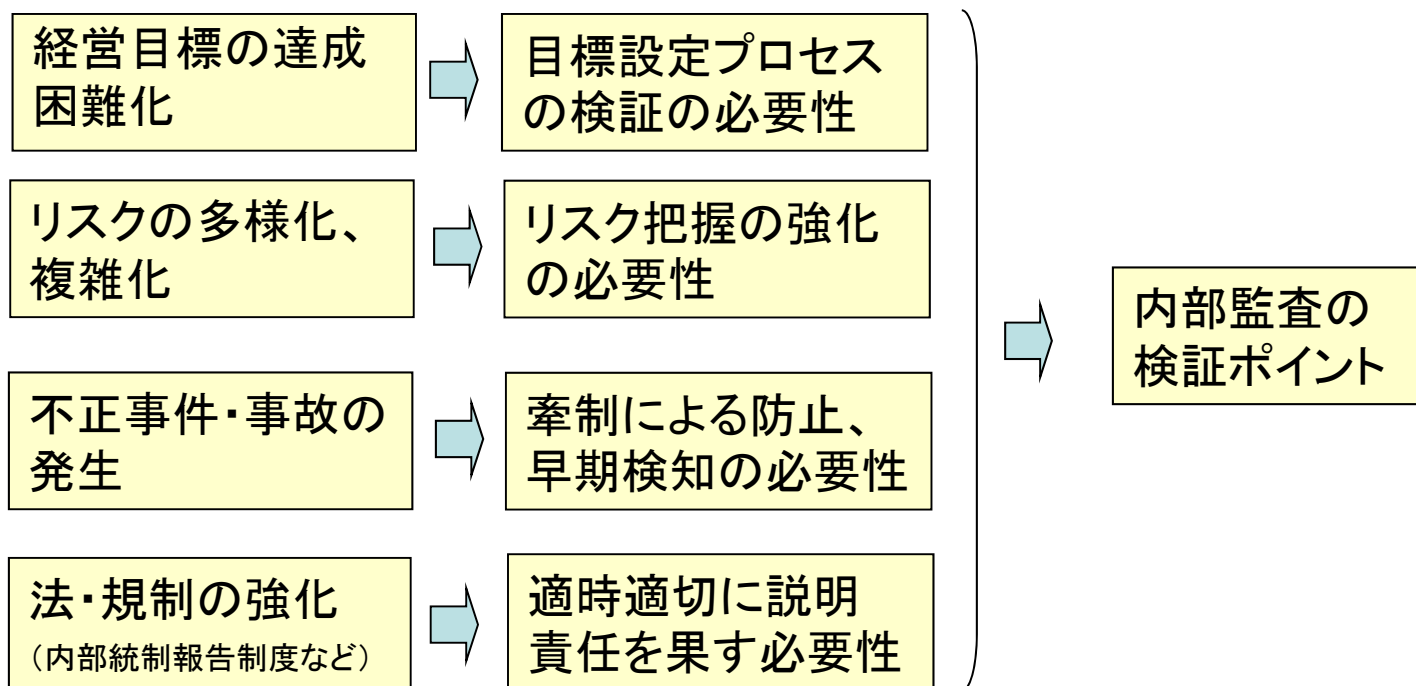 経営目標の達成
困難化
目標設定プロセス
の検証の必要性
リスクの多様化、
複雑化
リスク把握の強化
の必要性
不正事件・事故の
発生
牽制による防止、
早期検知の必要性
法・規制の強化
（内部統制報告制度など）
適時適切に説明
責任を果す必要性
内部監査の
検証ポイント